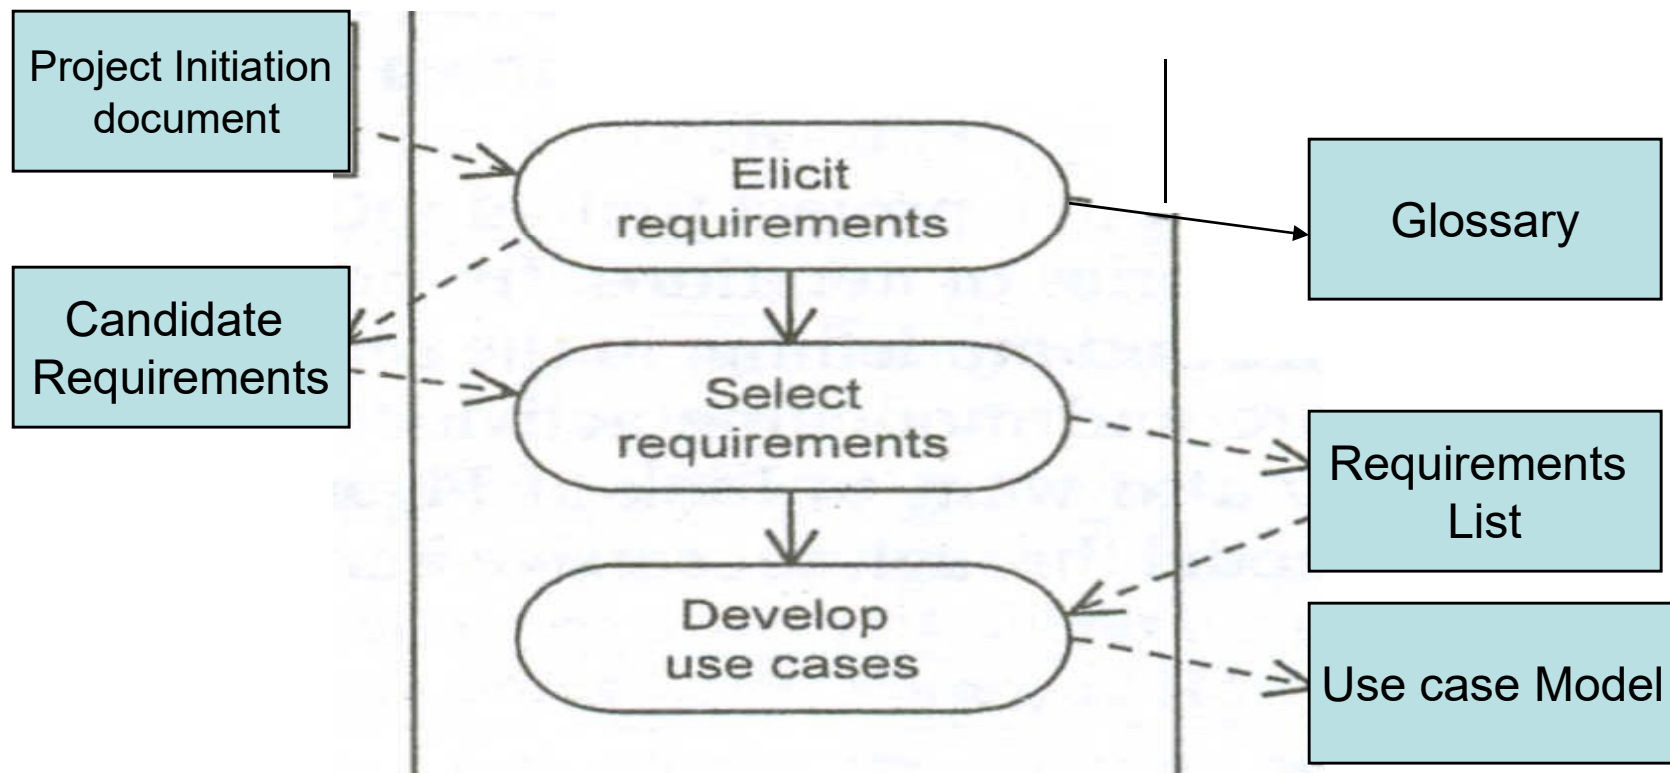 Project Initiation
document
Elicit
requirements
Glossary
Candidate
Requirements
Select
requirements
Requirements
List
Develop
use cases
Use case Model